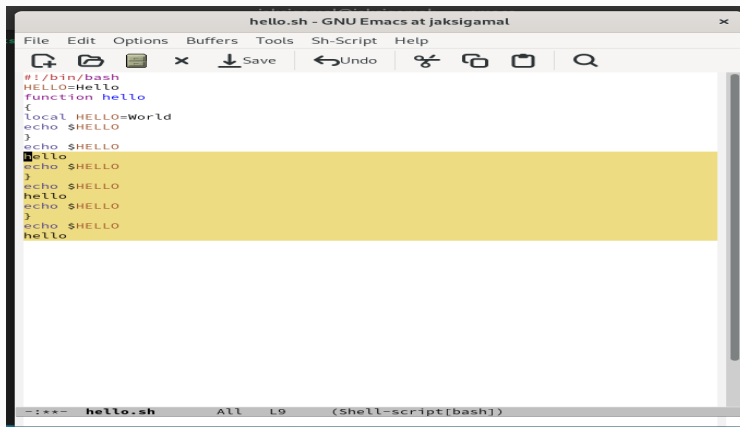 hello.sh - GNU Emacs at jaksigamal
File Edit Options Buffers Tools Sh-Script Help
Save Undo
#!/bin/bash
HELLO=Hello
function hello
{
local HELLO=World
echo $HELLO
}
echo $HELLO
hello
echo $HELLO
}
echo $HELLO
hello
echo $HELLO
}
echo $HELLO
hello
-:**- hello.sh All L9 (Shell-script[bash])